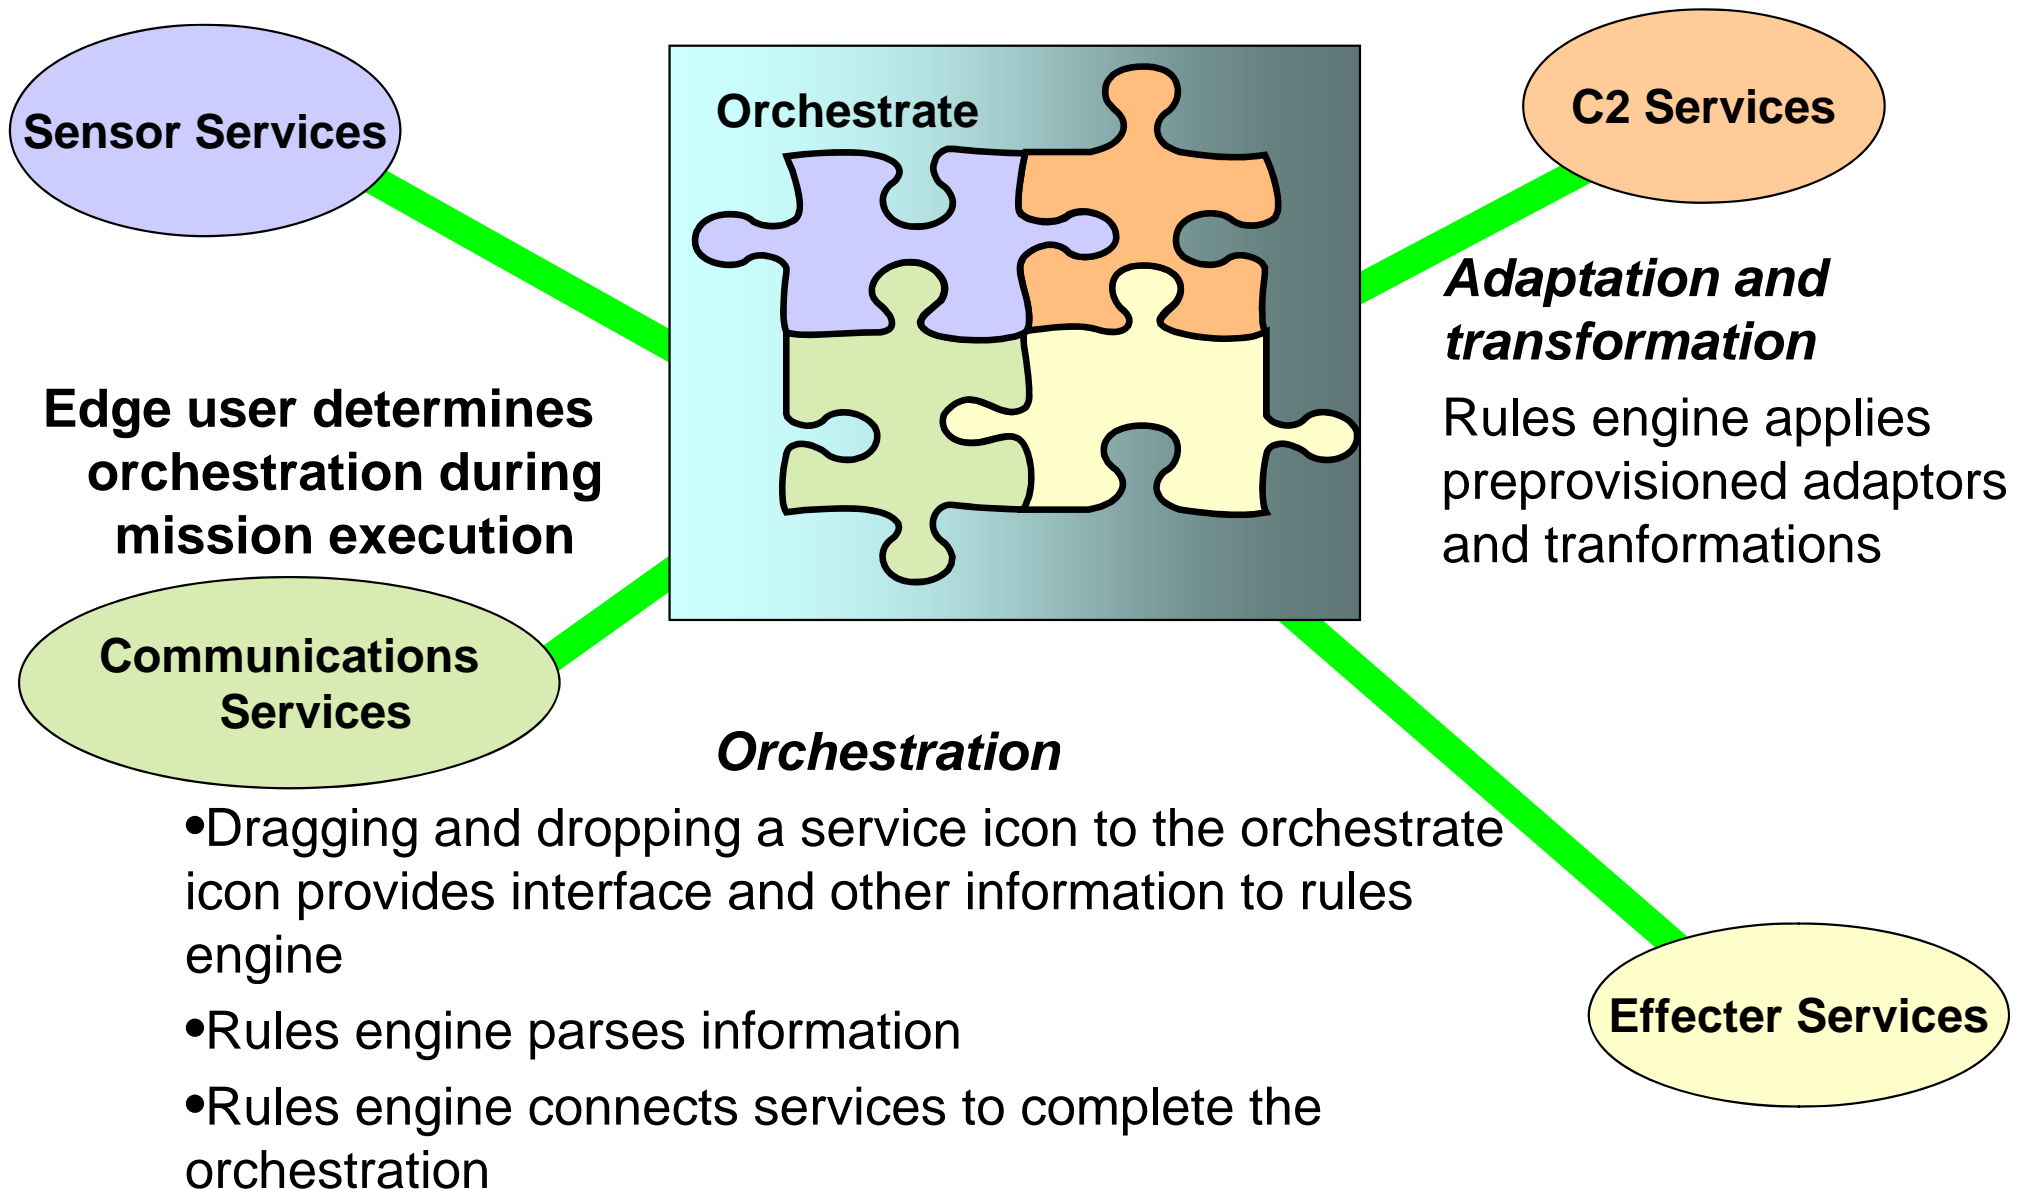 Sensor Services
Orchestrate
C2 Services
Adaptation and
transformation
Rules engine applies
preprovisioned adaptors
and tranformations
Edge user determines
orchestration during
mission execution
Communications
Services
Orchestration
•Dragging and dropping a service icon to the orchestrate
icon provides interface and other information to rules
engine
•Rules engine parses information
•Rules engine connects services to complete the
orchestration
Effecter Services